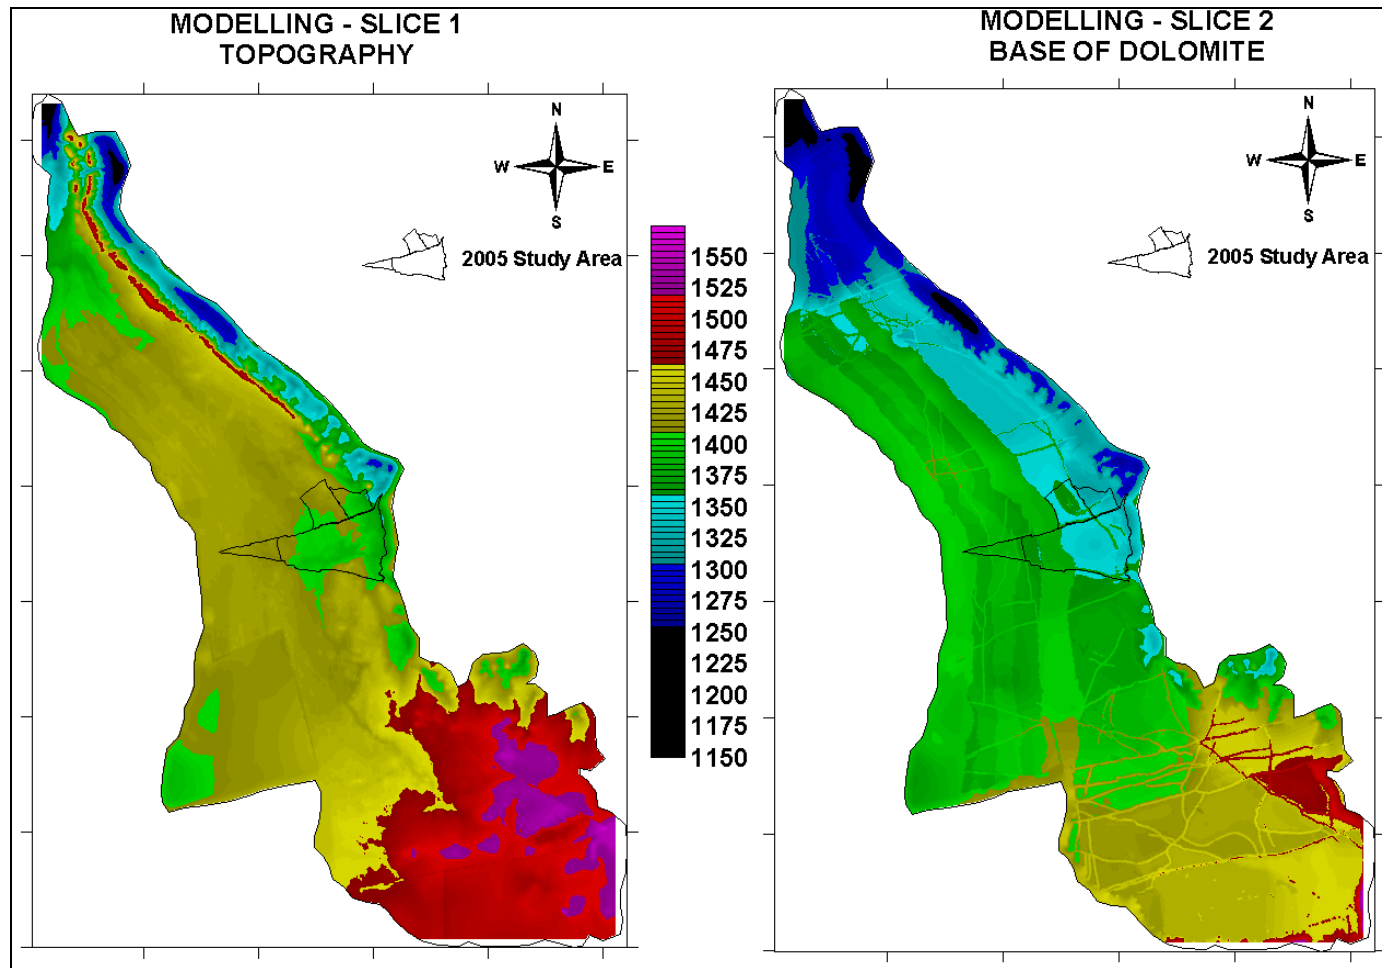 MODELLING - SLICE 1
TOPOGRAPHY
N
W E
S
2005 Study Area
1550
1525
1500
1475
1450
1425
1400
1375
1350
1325
1300
1275
1250
1225
1200
1175
1150
MODELLING - SLICE 2
BASE OF DOLOMITE
N
W E
S
2005 Study Area